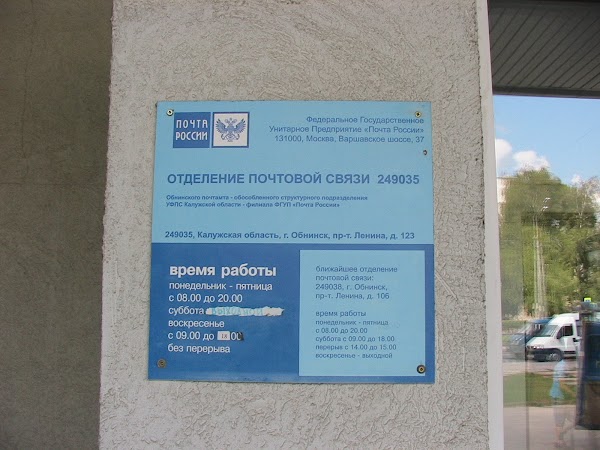 ПОЧТА
РОССИИ
Федеральное Государственное
Унитарное Предприятие «Почта России»
131000, Москва, Варшавское шоссе, 37
ОТДЕЛЕНИЕ ПОЧТОВОЙ СВЯЗИ 249035
Обнинского почтамта - обособленного структурного подразделения
УФПС Калужской области - филиала ФГУП «Почта России»
249035, Калужская область, г. Обнинск, пр-т. Ленина, д. 123
время работы
понедельник - пятница
с 08.00 до 20.00
суббота
воскресенье
с 09.00 до
без перерыва
ближайшее отделение
почтовой связи:
249038, г. Обнинск,
пр-т. Ленина, д. 106
время работы
понедельник - пятница
с 08.00 до 20.00
суббота с 09.00 до 18.00
перерыв с 14.00 до 15.00
воскресенье - выходной